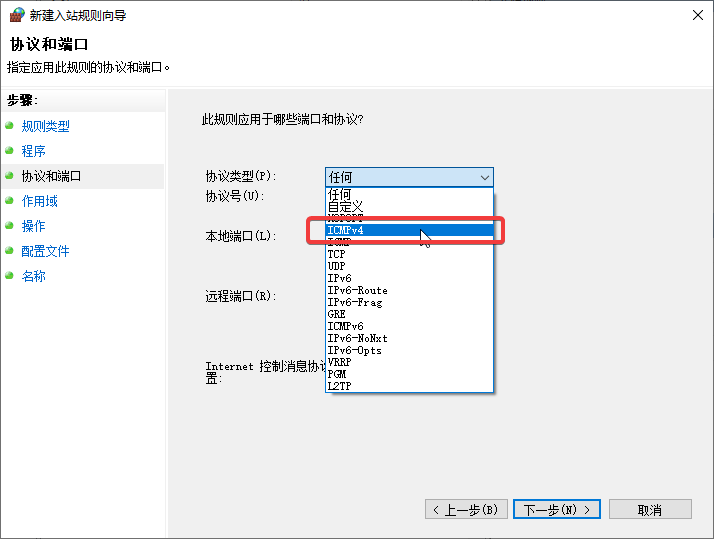 新建入站规则向导
协议和端口
指定应用此规则的协议和端口。
步骤:
规则类型
程序
协议和端口
作用域
操作
配置文件
名称
此规则应用于哪些端口和协议?
协议类型(P):
任何
协议号(U):
本地端口(L):
远程端口(R):
Internet 控制消息协议
置:
任何
自定义
HOPOPT
ICMPv4
IGMP
TCP
UDP
IPv6
IPv6-Route
IPv6-Frag
GRE
ICMPv6
IPv6-NoNxt
IPv6-Opts
VRRP
PGM
L2TP
< 上一步(B)
下一步(N) >
取消